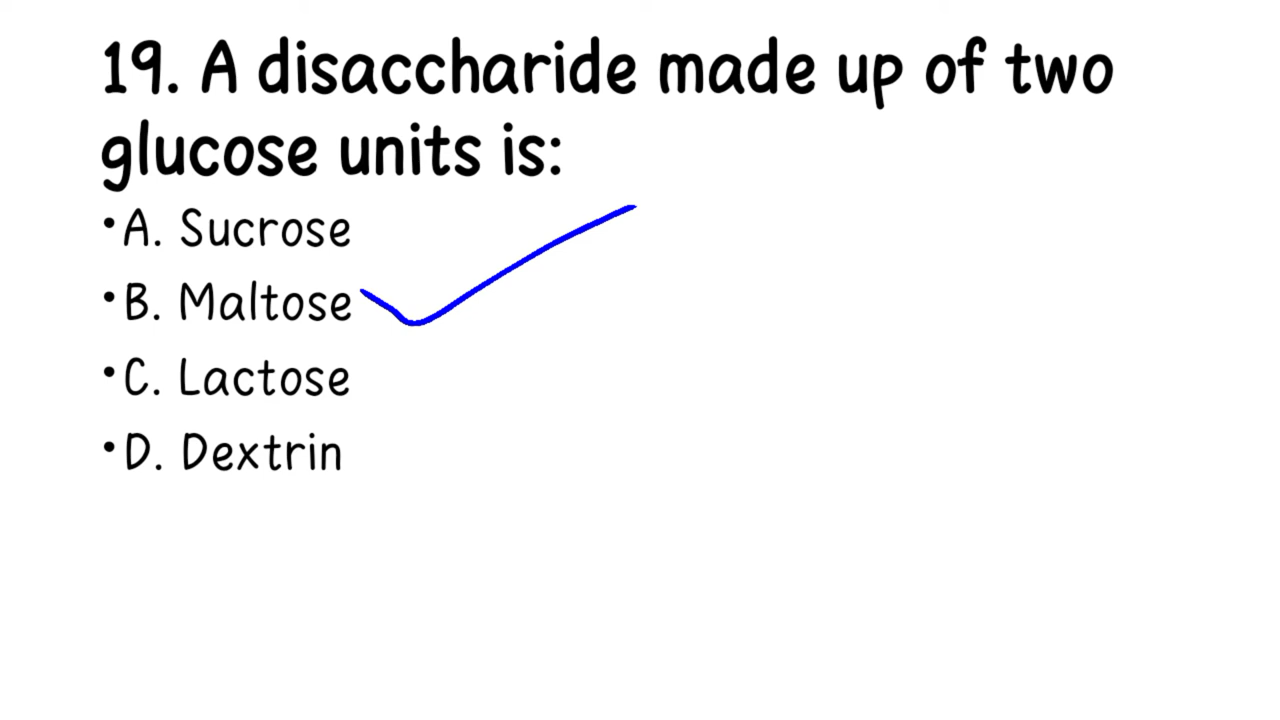 19. A disaccharide made up of two
glucose units is:
•A. Sucrose
•B. Maltose
•C. Lactose
•D. Dextrin